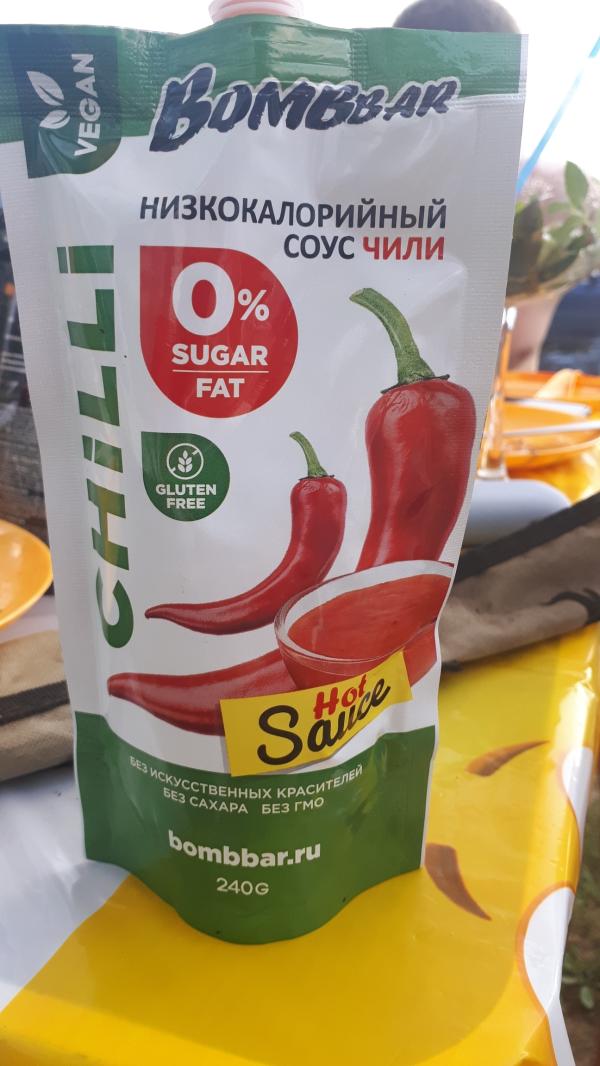 VEGAN
BOMBBAR
НИЗКОКАЛОРИЙНЫЙ
СОУС ЧИЛИ
CHiLLi
0%
SUGAR
FAT
GLUTEN
FREE
Hot
Sauce
БЕЗ ИСКУССТВЕННЫХ КРАСИТЕЛЕЙ
БЕЗ САХАРА БЕЗ ГМО
bombbar.ru
240G